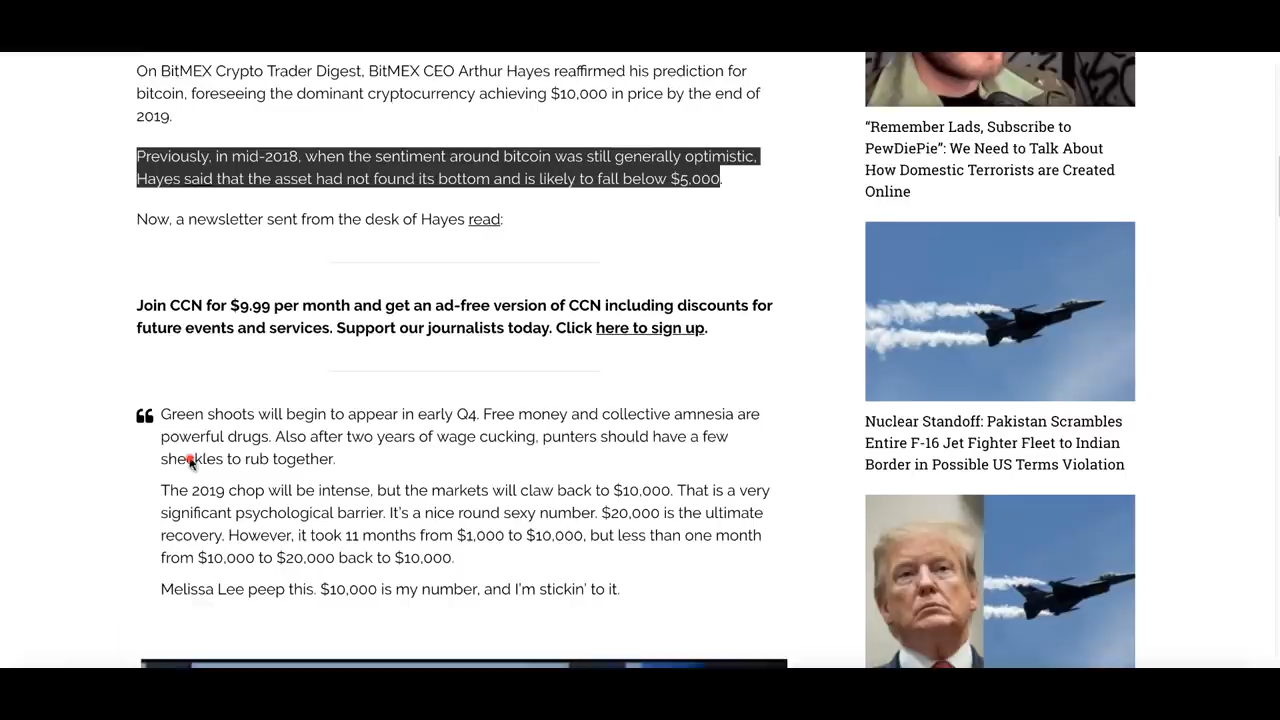 On BitMEX Crypto Trader Digest, BitMEX CEO Arthur Hayes reaffirmed his prediction for
bitcoin, foreseeing the dominant cryptocurrency achieving $10,000 in price by the end of
2019.
Previously, in mid-2018, when the sentiment around bitcoin was still generally optimistic,
Hayes said that the asset had not found its bottom and is likely to fall below $5,000.
Now, a newsletter sent from the desk of Hayes read:
Join CCN for $9.99 per month and get an ad-free version of CCN including discounts for
future events and services. Support our journalists today. Click here to sign up.
Green shoots will begin to appear in early Q4. Free money and collective amnesia are
powerful drugs. Also after two years of wage cucking, punters should have a few
sheckles to rub together.
The 2019 chop will be intense, but the markets will claw back to $10,000. That is a very
significant psychological barrier. It's a nice round sexy number. $20,000 is the ultimate
recovery. However, it took 11 months from $1,000 to $10,000, but less than one month
from $10,000 to $20,000 back to $10,000.
Melissa Lee peep this. $10,000 is my number, and I'm stickin' to it.
“Remember Lads, Subscribe to
PewDiePie”: We Need to Talk About
How Domestic Terrorists are Created
Online
Nuclear Standoff: Pakistan Scrambles
Entire F-16 Jet Fighter Fleet to Indian
Border in Possible US Terms Violation